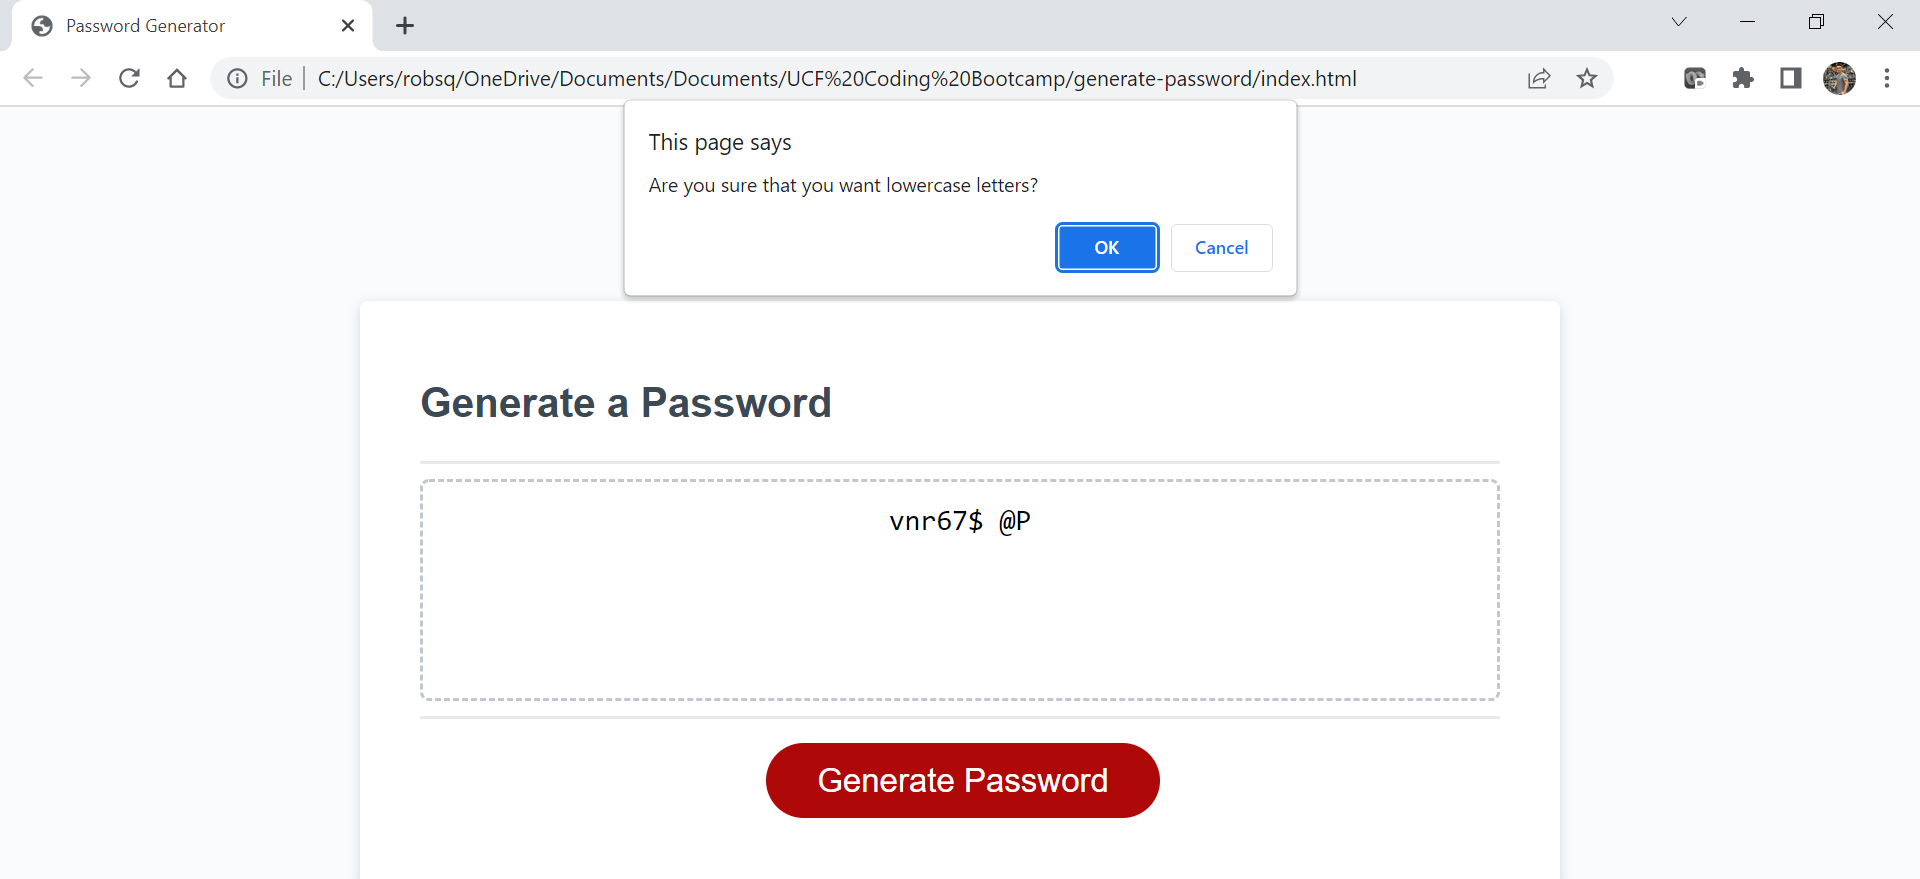 Password Generator
File
C:/Users/robsq/OneDrive/Documents/Documents/UCF%20Coding%20Bootcamp/generate-password/index.html
This page says
Are you sure that you want lowercase letters?
OK
Cancel
Generate a Password
vnr67$ @P
Generate Password